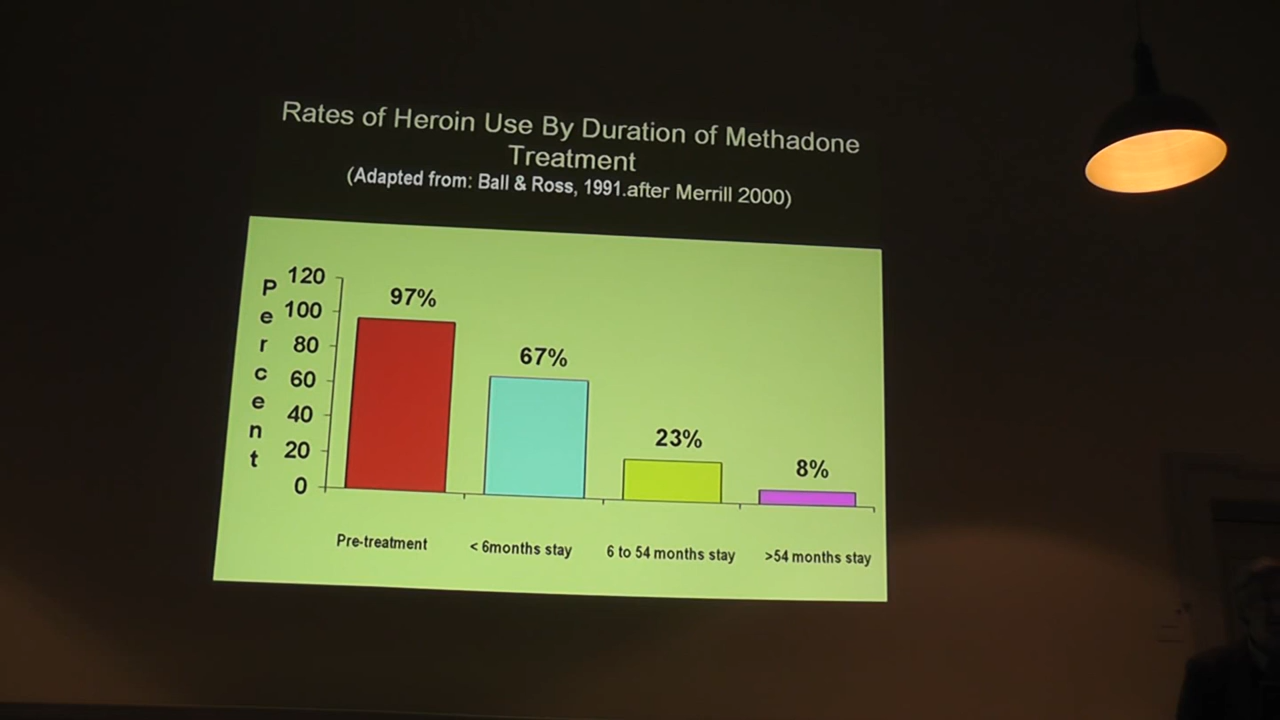 Rates of Heroin Use By Duration of Methadone
Treatment
(Adapted from: Ball & Ross, 1991.after Merrill 2000)
Percent
120
100
80
60
40
20
0
97%
67%
23%
8%
Pre-treatment
< 6months stay
6 to 54 months stay
>54 months stay